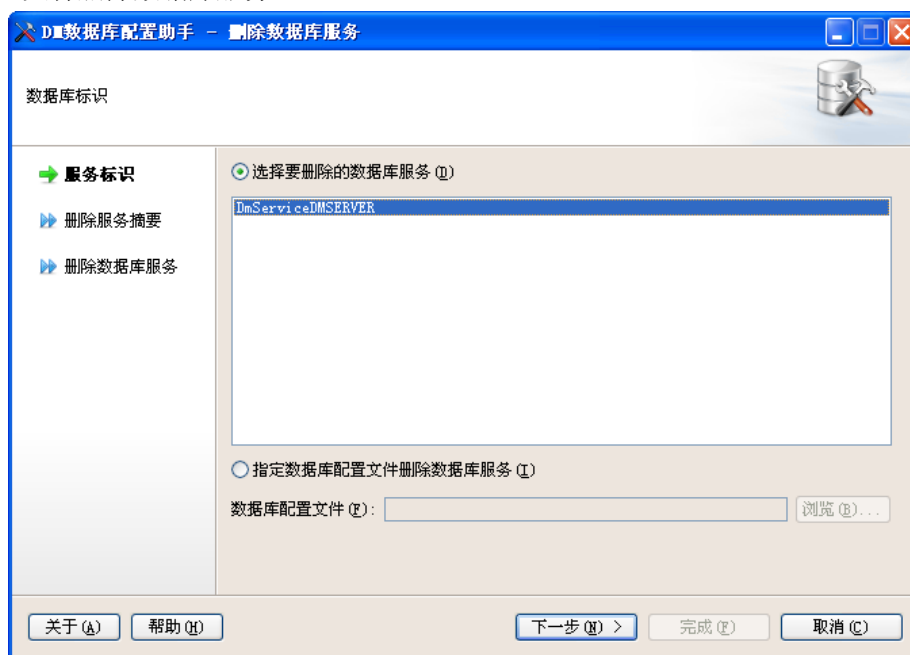 DM数据库配置助手 - 删除数据库服务
数据库标识
服务标识
删除服务摘要
删除数据库服务
选择要删除的数据库服务(D)
DmServiceDMSERVER
指定数据库配置文件删除数据库服务(I)
数据库配置文件(F):
浏览(B)...
关于(A)
帮助(H)
下一步(N) >
完成(F)
取消(C)